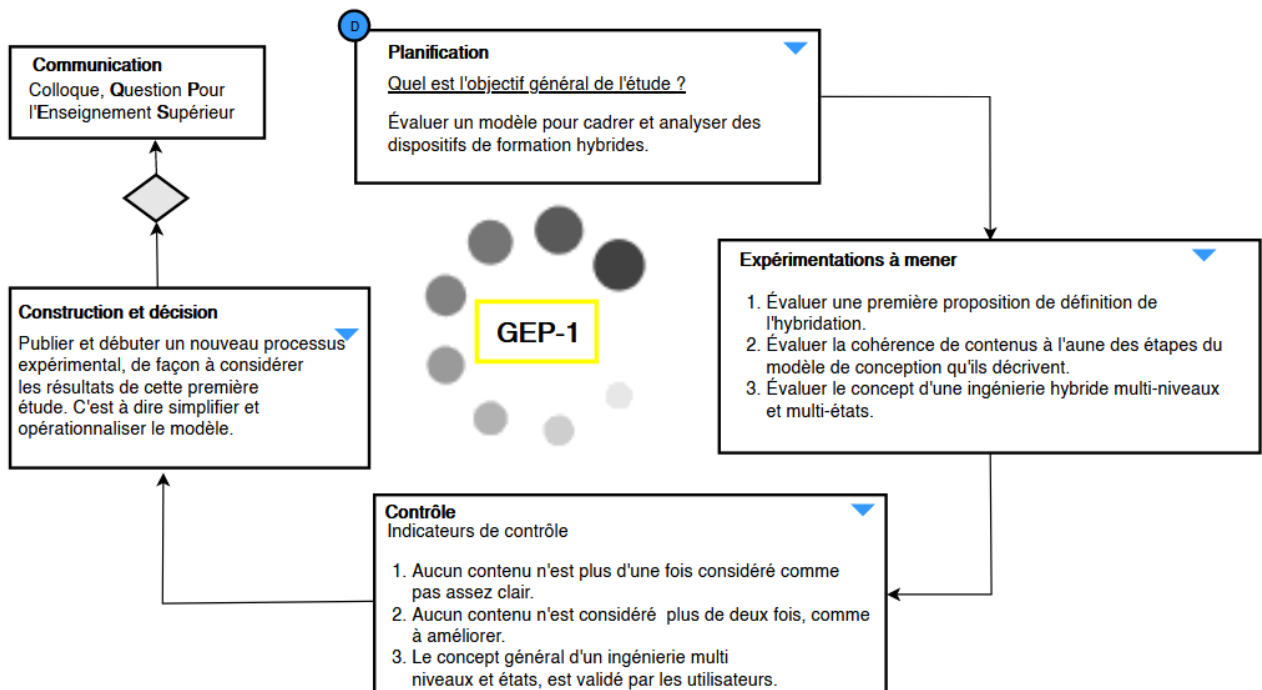 D
Planification
Quel est l'objectif général de l'étude ?
Évaluer un modèle pour cadrer et analyser des
dispositifs de formation hybrides.
Communication
Colloque, Question Pour
l'Enseignement Supérieur
Expérimentations à mener
1. Évaluer une première proposition de définition de
l'hybridation.
2. Évaluer la cohérence de contenus à l'aune des étapes du
modèle de conception qu'ils décrivent.
3. Évaluer le concept d'une ingénierie hybride multi-niveaux
et multi-états.
GEP-1
Construction et décision
Publier et débuter un nouveau processus
expérimental, de façon à considérer
les résultats de cette première
étude. C'est à dire simplifier et
opérationnaliser le modèle.
Contrôle
Indicateurs de contrôle
1. Aucun contenu n'est plus d'une fois considéré comme
pas assez clair.
2. Aucun contenu n'est considéré plus de deux fois, comme
à améliorer.
3. Le concept général d'un ingénierie multi
niveaux et états, est validé par les utilisateurs.